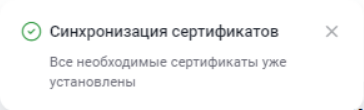 Синхронизация сертификатов
Все необходимые сертификаты уже
установлены